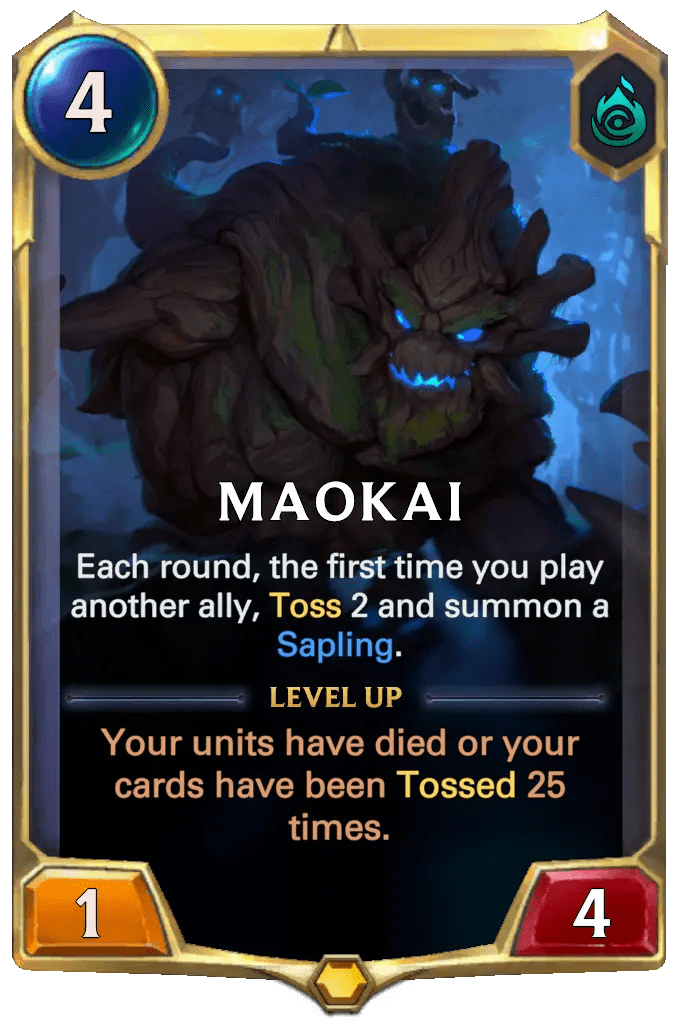 4
MAOKAI
Each round, the first time you play
another ally, Toss 2 and summon a
Sapling.
LEVEL UP
Your units have died or your
cards have been Tossed 25
times.
1
4